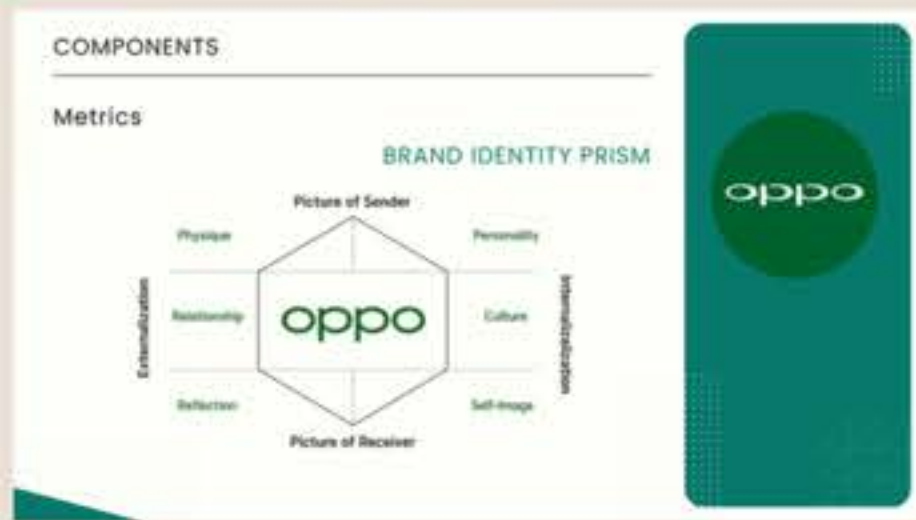 COMPONENTS
Metrics
BRAND IDENTITY PRISM
Picture of Sender
Physique
Personality
Externalization
Relationship
oppo
Culture
Internalization
Reflection
Self-Image
Picture of Receiver
oppo